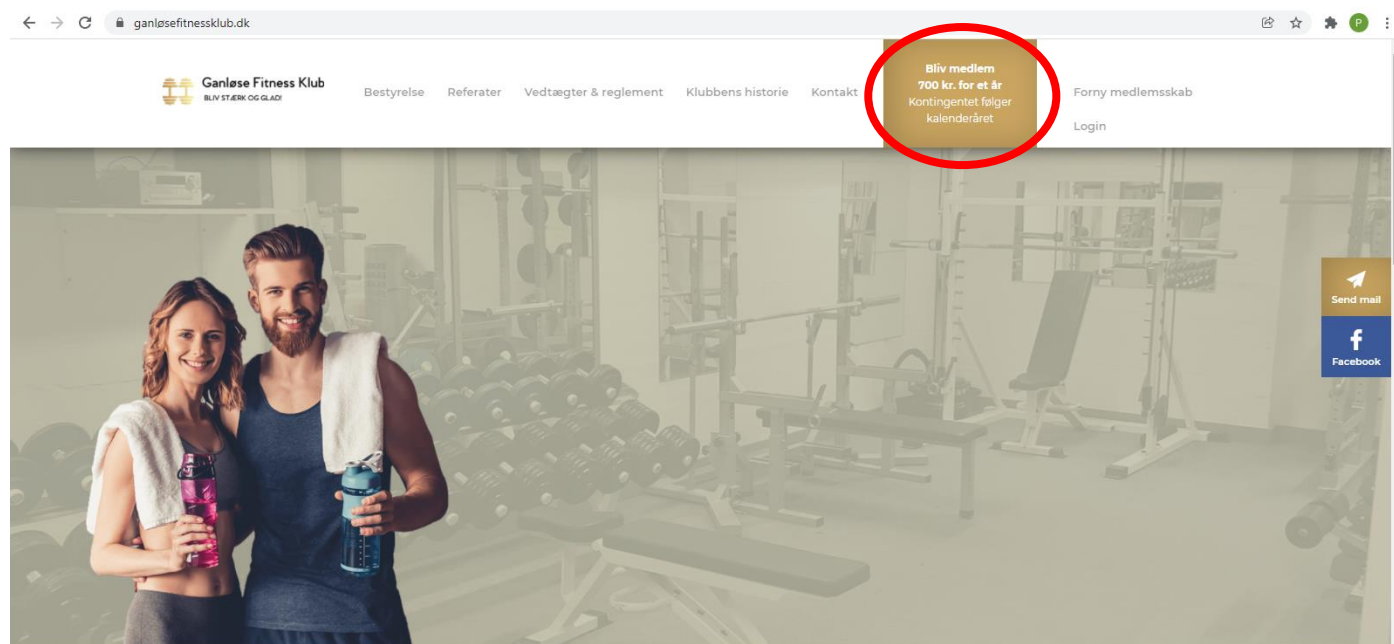 ganløsefitnessklub.dk
P
Ganløse Fitness Klub
BLIV STÆRK OG GLAD!
Bestyrelse
Referater
Vedtægter & reglement
Klubbens historie
Kontakt
Bliv medlem
700 kr. for et år
Kontingentet følger
kalenderåret
Forny medlemsskab
Login
Send mail
f
Facebook